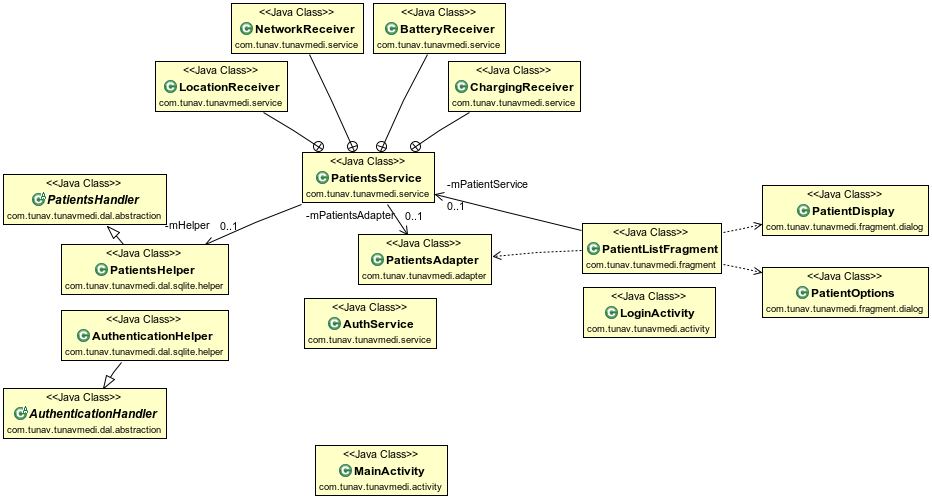 <<Java Class>>
NetworkReceiver
com.tunav.tunavmedi.service
<<Java Class>>
BatteryReceiver
com.tunav.tunavmedi.service
<<Java Class>>
LocationReceiver
com.tunav.tunavmedi.service
<<Java Class>>
ChargingReceiver
com.tunav.tunavmedi.service
<<Java Class>>
PatientsService
com.tunav.tunavmedi.service
<<Java Class>>
PatientsHandler
com.tunav.tunavmedi.dal.abstraction
-mPatientService
0..1
-mPatientsAdapter
0..1
-mHelper
0..1
<<Java Class>>
PatientDisplay
com.tunav.tunavmedi.fragment.dialog
<<Java Class>>
PatientsHelper
com.tunav.tunavmedi.dal.sqlite.helper
<<Java Class>>
PatientsAdapter
com.tunav.tunavmedi.adapter
<<Java Class>>
PatientListFragment
com.tunav.tunavmedi.fragment
<<Java Class>>
PatientOptions
com.tunav.tunavmedi.fragment.dialog
<<Java Class>>
AuthenticationHelper
com.tunav.tunavmedi.dal.sqlite.helper
<<Java Class>>
AuthService
com.tunav.tunavmedi.service
<<Java Class>>
LoginActivity
com.tunav.tunavmedi.activity
<<Java Class>>
AuthenticationHandler
com.tunav.tunavmedi.dal.abstraction
<<Java Class>>
MainActivity
com.tunav.tunavmedi.activity